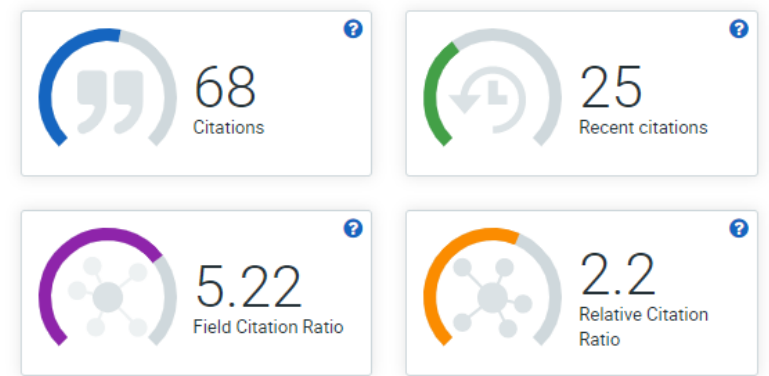 68
Citations
25
Recent citations
5.22
Field Citation Ratio
2.2
Relative Citation
Ratio